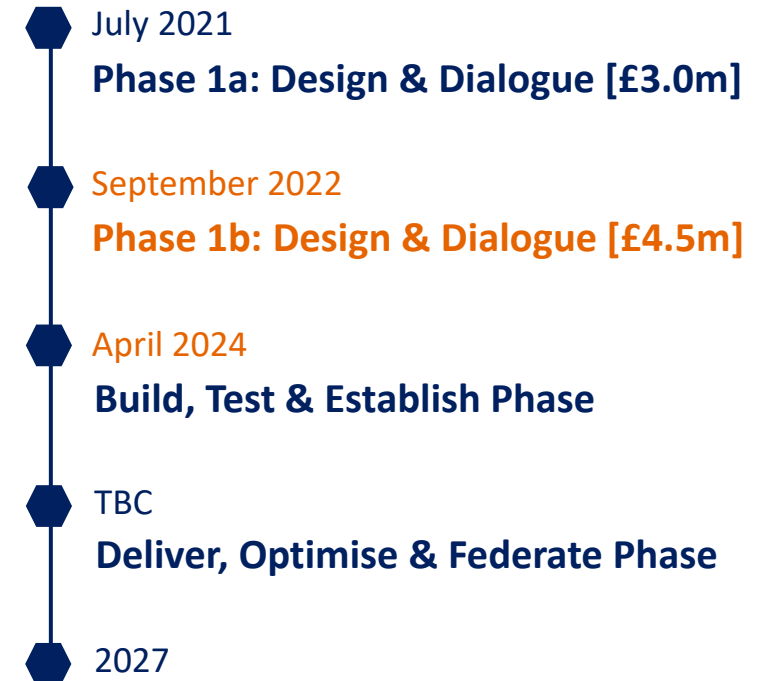 July 2021
Phase 1a: Design & Dialogue [£3.0m]
September 2022
Phase 1b: Design & Dialogue [£4.5m]
April 2024
Build, Test & Establish Phase
TBC
Deliver, Optimise & Federate Phase
2027